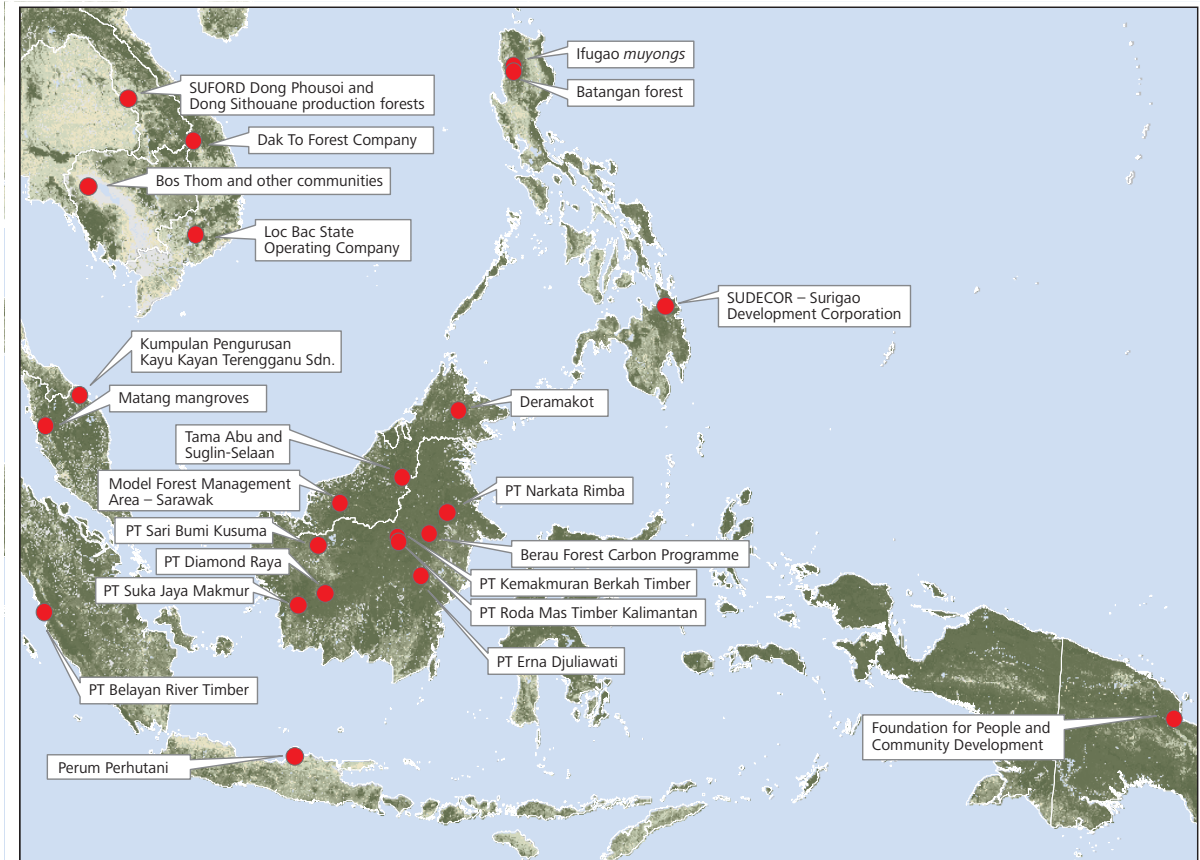 Ifugao muyongs
Batangan forest
SUFORD Dong Phousoi and
Dong Sithouane production forests
Dak To Forest Company
Bos Thom and other communities
Loc Bac State
Operating Company
SUDECOR – Surigao
Development Corporation
Kumpulan Pengurusan
Kayu Kayan Terengganu Sdn.
Matang mangroves
Deramakot
Tama Abu and
Suglin-Selaan
Model Forest Management
Area – Sarawak
PT Narkata Rimba
PT Sari Bumi Kusuma
Berau Forest Carbon Programme
PT Diamond Raya
PT Kemakmuran Berkah Timber
PT Suka Jaya Makmur
PT Roda Mas Timber Kalimantan
PT Erna Djuliawati
PT Belayan River Timber
Foundation for People and
Community Development
Perum Perhutani